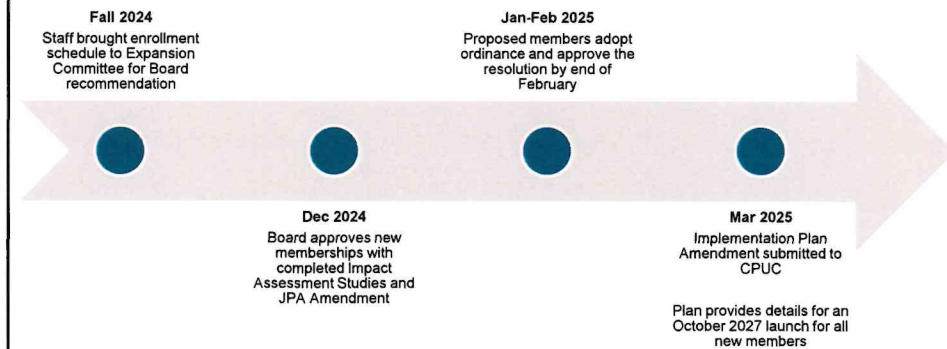 Fall 2024
Staff brought enrollment
schedule to Expansion
Committee for Board
recommendation
Dec 2024
Board approves new
memberships with
completed Impact
Assessment Studies and
JPA Amendment
Jan-Feb 2025
Proposed members adopt
ordinance and approve the
resolution by end of
February
Mar 2025
Implementation Plan
Amendment submitted to
CPUC
Plan provides details for an
October 2027 launch for all
new members